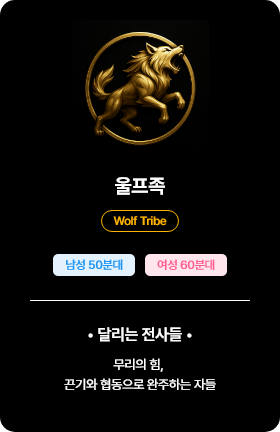 울프족
Wolf Tribe
남성 50분대
여성 60분대
• 달리는 전사들 •
무리의 힘,
끈기와 협동으로 완주하는 자들